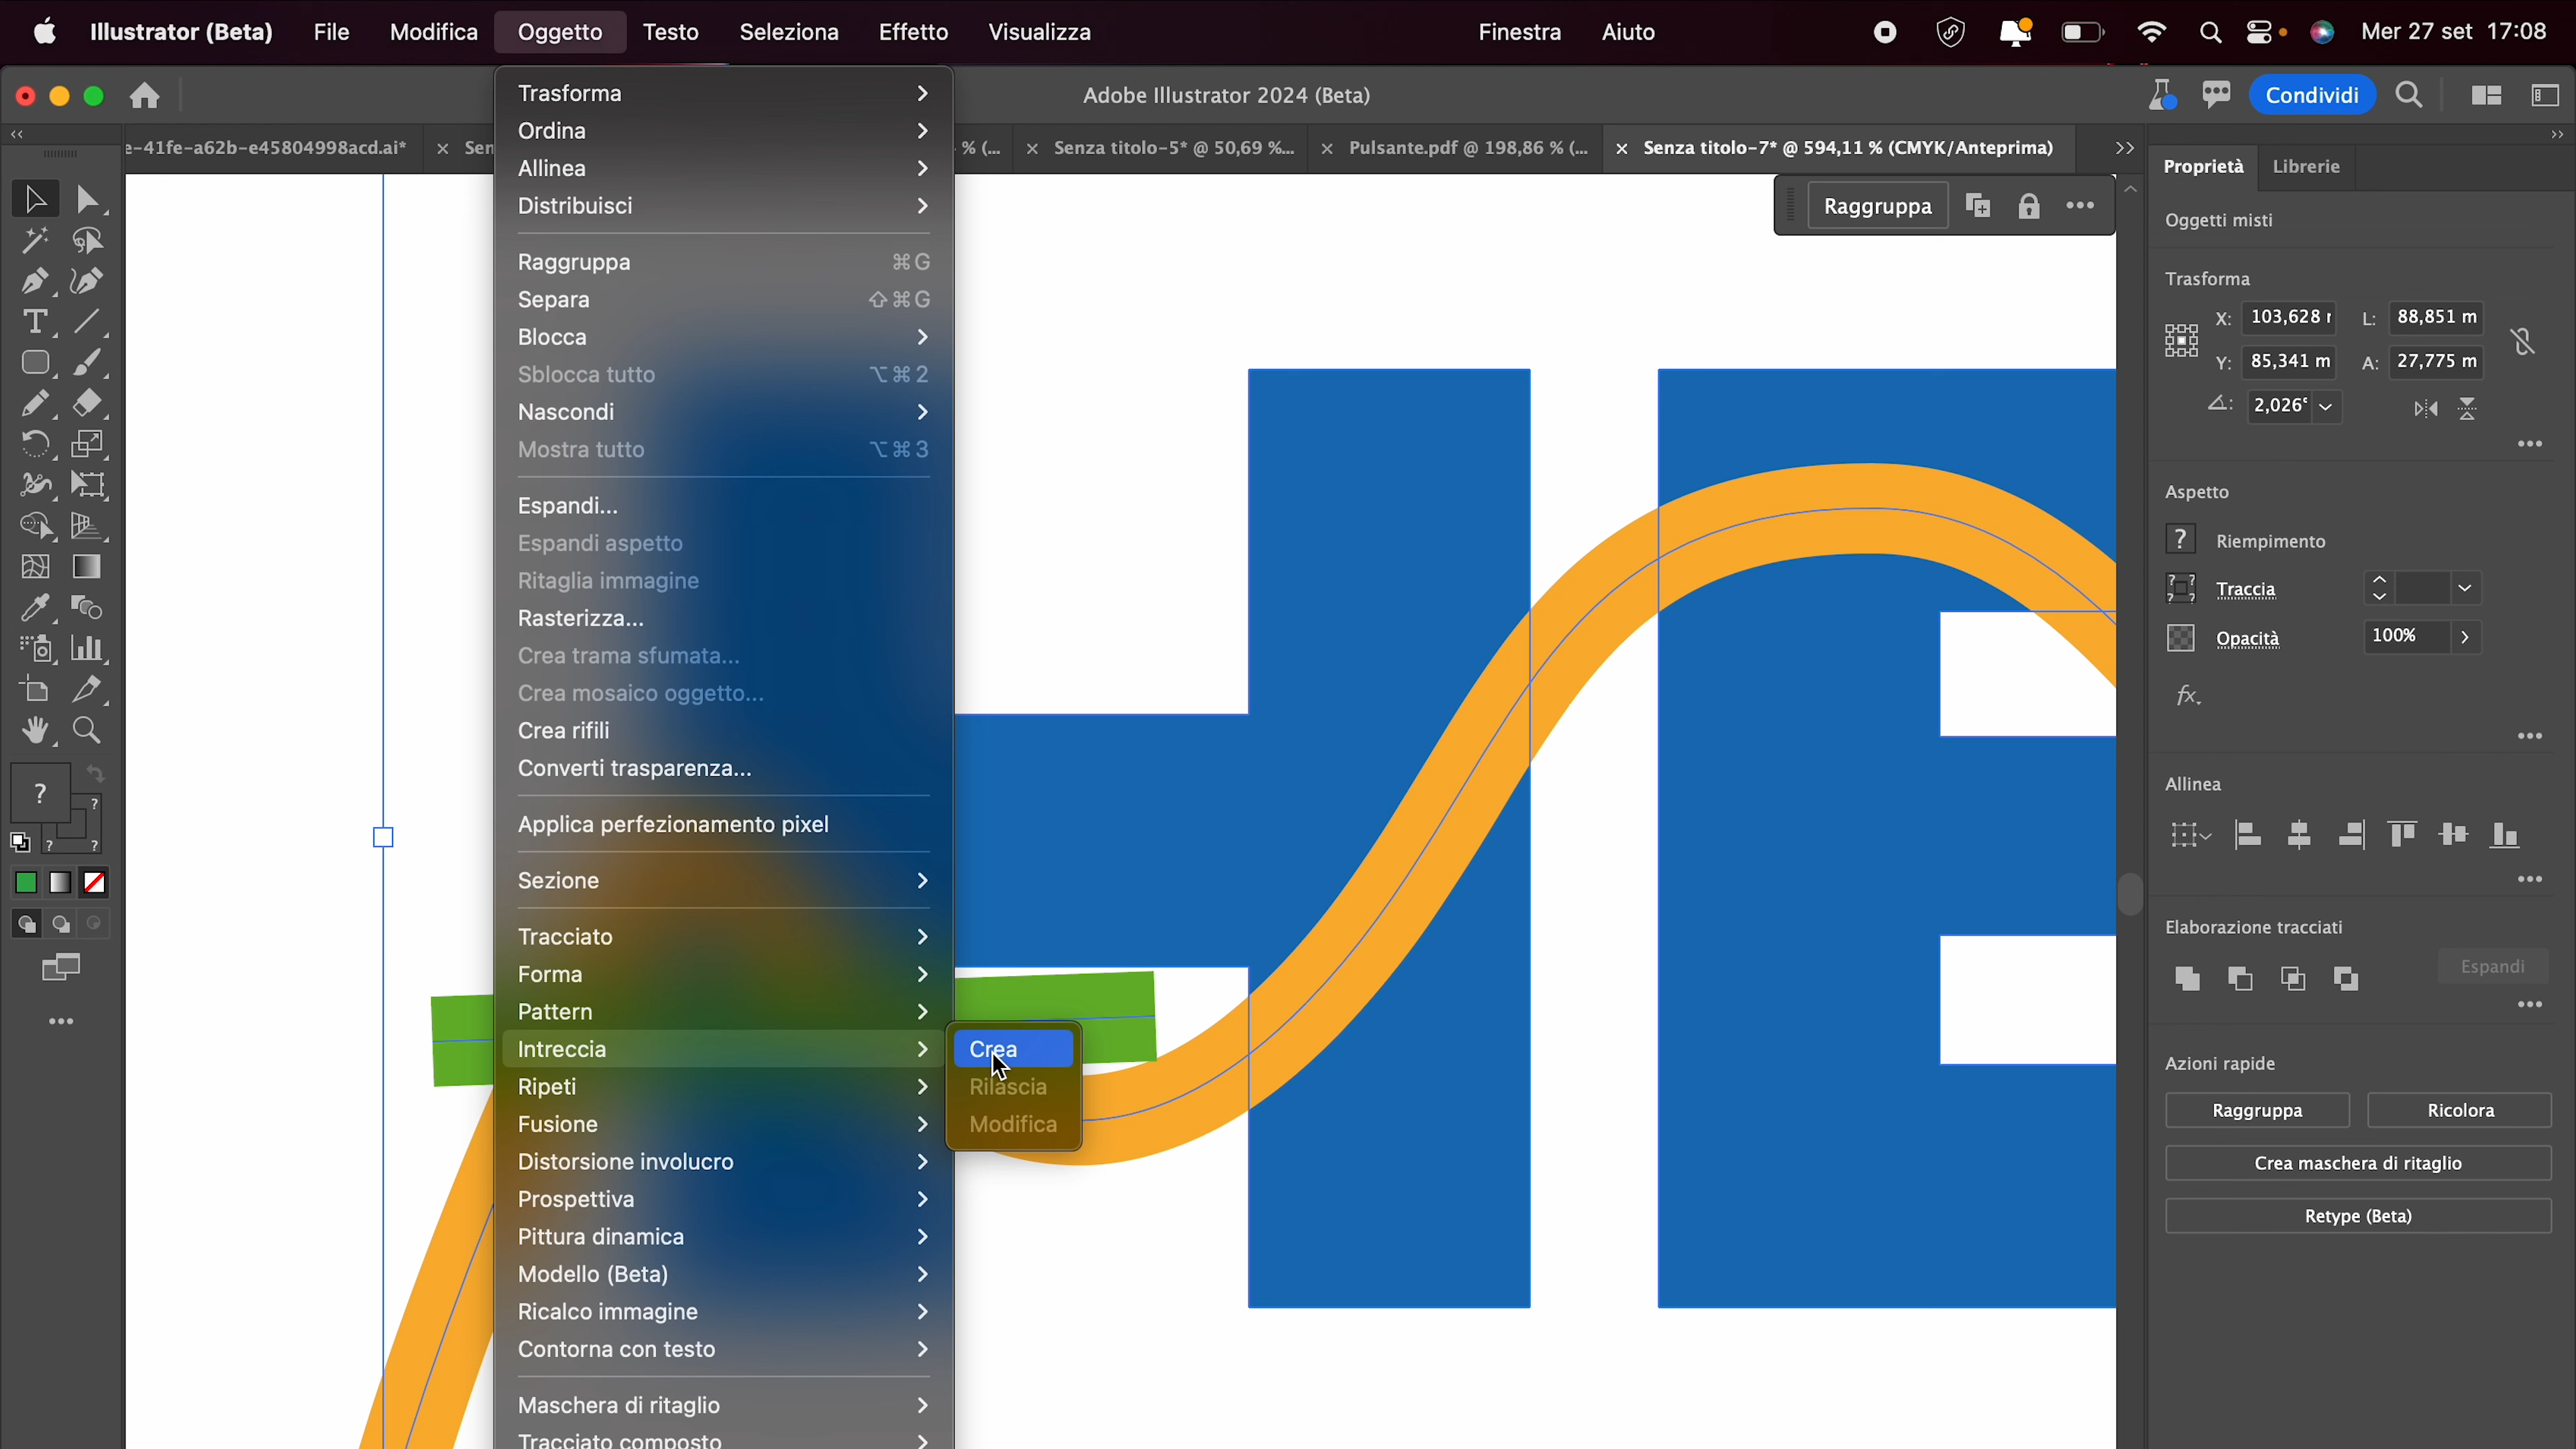 Illustrator (Beta) File Modifica Oggetto Testo Seleziona Effetto Visualizza Finestra Aiuto Mer 27 set 17:08
Adobe Illustrator 2024 (Beta) Condividi
e-41fe-a62b-e45804998acd.ai* × Sen % (... × Senza titolo-5* @ 50,69 %... × Pulsante.pdf @ 198,86 % (... × Senza titolo-7* @ 594,11 % (CMYK/Anteprima)
Trasforma
Ordina
Allinea
Distribuisci
Raggruppa ⌘G
Separa ⇧⌘G
Blocca
Sblocca tutto ⌥⌘2
Nascondi
Mostra tutto ⌥⌘3
Espandi...
Espandi aspetto
Ritaglia immagine
Rasterizza...
Crea trama sfumata...
Crea mosaico oggetto...
Crea rifili
Converti trasparenza...
Applica perfezionamento pixel
Sezione
Tracciato
Forma
Pattern
Intreccia
Ripeti
Fusione
Distorsione involucro
Prospettiva
Pittura dinamica
Modello (Beta)
Ricalco immagine
Contorna con testo
Maschera di ritaglio
Tracciato composto
Crea
Rilascia
Modifica
Raggruppa
HE
Proprietà Librerie
Oggetti misti
Trasforma
X: 103,628 L: 88,851 m
Y: 85,341 m A: 27,775 m
2,026°
Aspetto
? Riempimento
Traccia
Opacità 100%
fx
Allinea
Elaborazione tracciati
Espandi
Azioni rapide
Raggruppa Ricolora
Crea maschera di ritaglio
Retype (Beta)